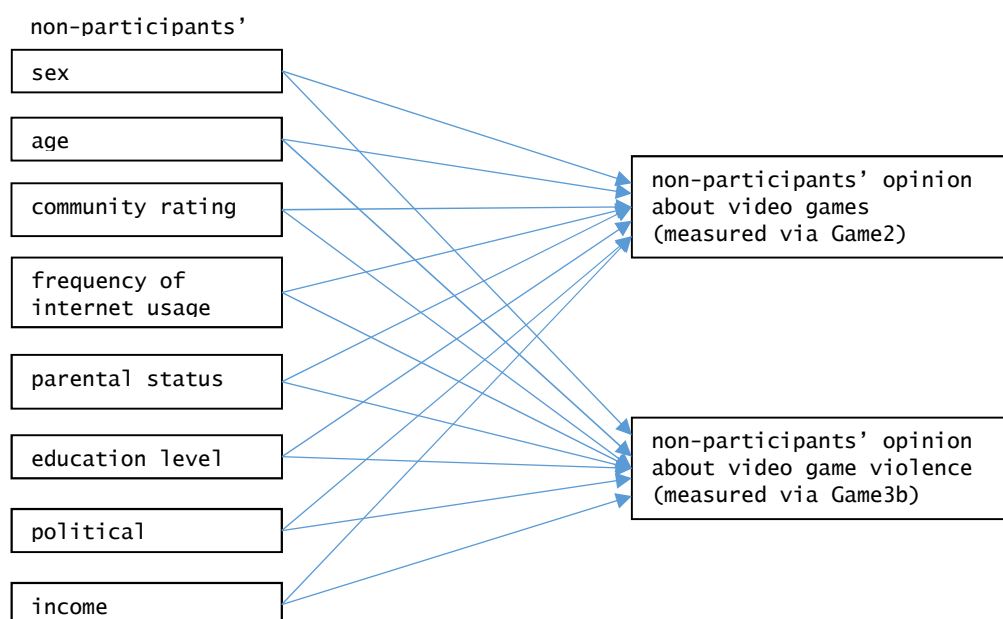 non-participants’
sex
age
community rating
frequency of
internet usage
parental status
education level
political
income
non-participants’ opinion
about video games
(measured via Game2)
non-participants’ opinion
about video game violence
(measured via Game3b)